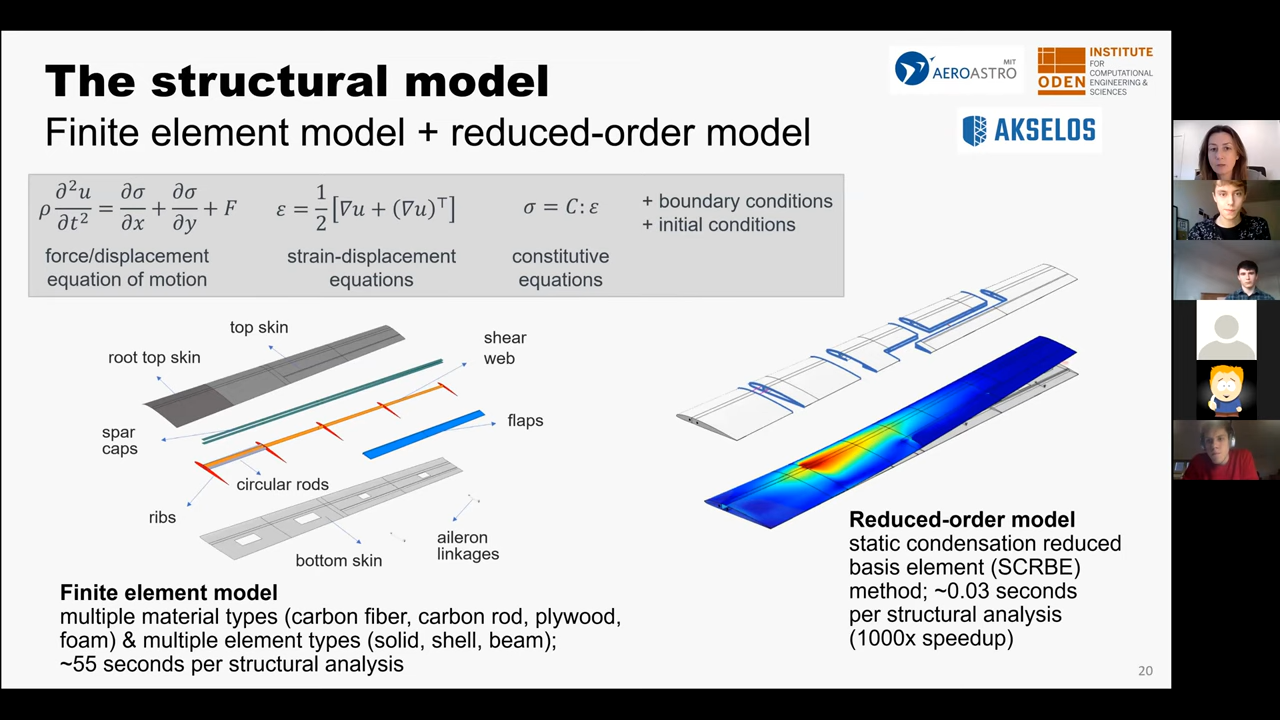 The structural model
Finite element model + reduced-order model
MIT
AEROASTRO
INSTITUTE
FOR
COMPUTATIONAL
ENGINEERING &
SCIENCES
ODEN
AKSELOS
ρ ∂²u/∂t² = ∂σ/∂x + ∂σ/∂y + F
ε = 1/2 [∇u + (∇u)ᵀ]
σ = C: ε
+ boundary conditions
+ initial conditions
force/displacement
equation of motion
strain-displacement
equations
constitutive
equations
top skin
root top skin
shear
web
spar
caps
flaps
circular rods
ribs
bottom skin
aileron
linkages
Finite element model
multiple material types (carbon fiber, carbon rod, plywood,
foam) & multiple element types (solid, shell, beam);
~55 seconds per structural analysis
Reduced-order model
static condensation reduced
basis element (SCRBE)
method; ~0.03 seconds
per structural analysis
(1000x speedup)
20